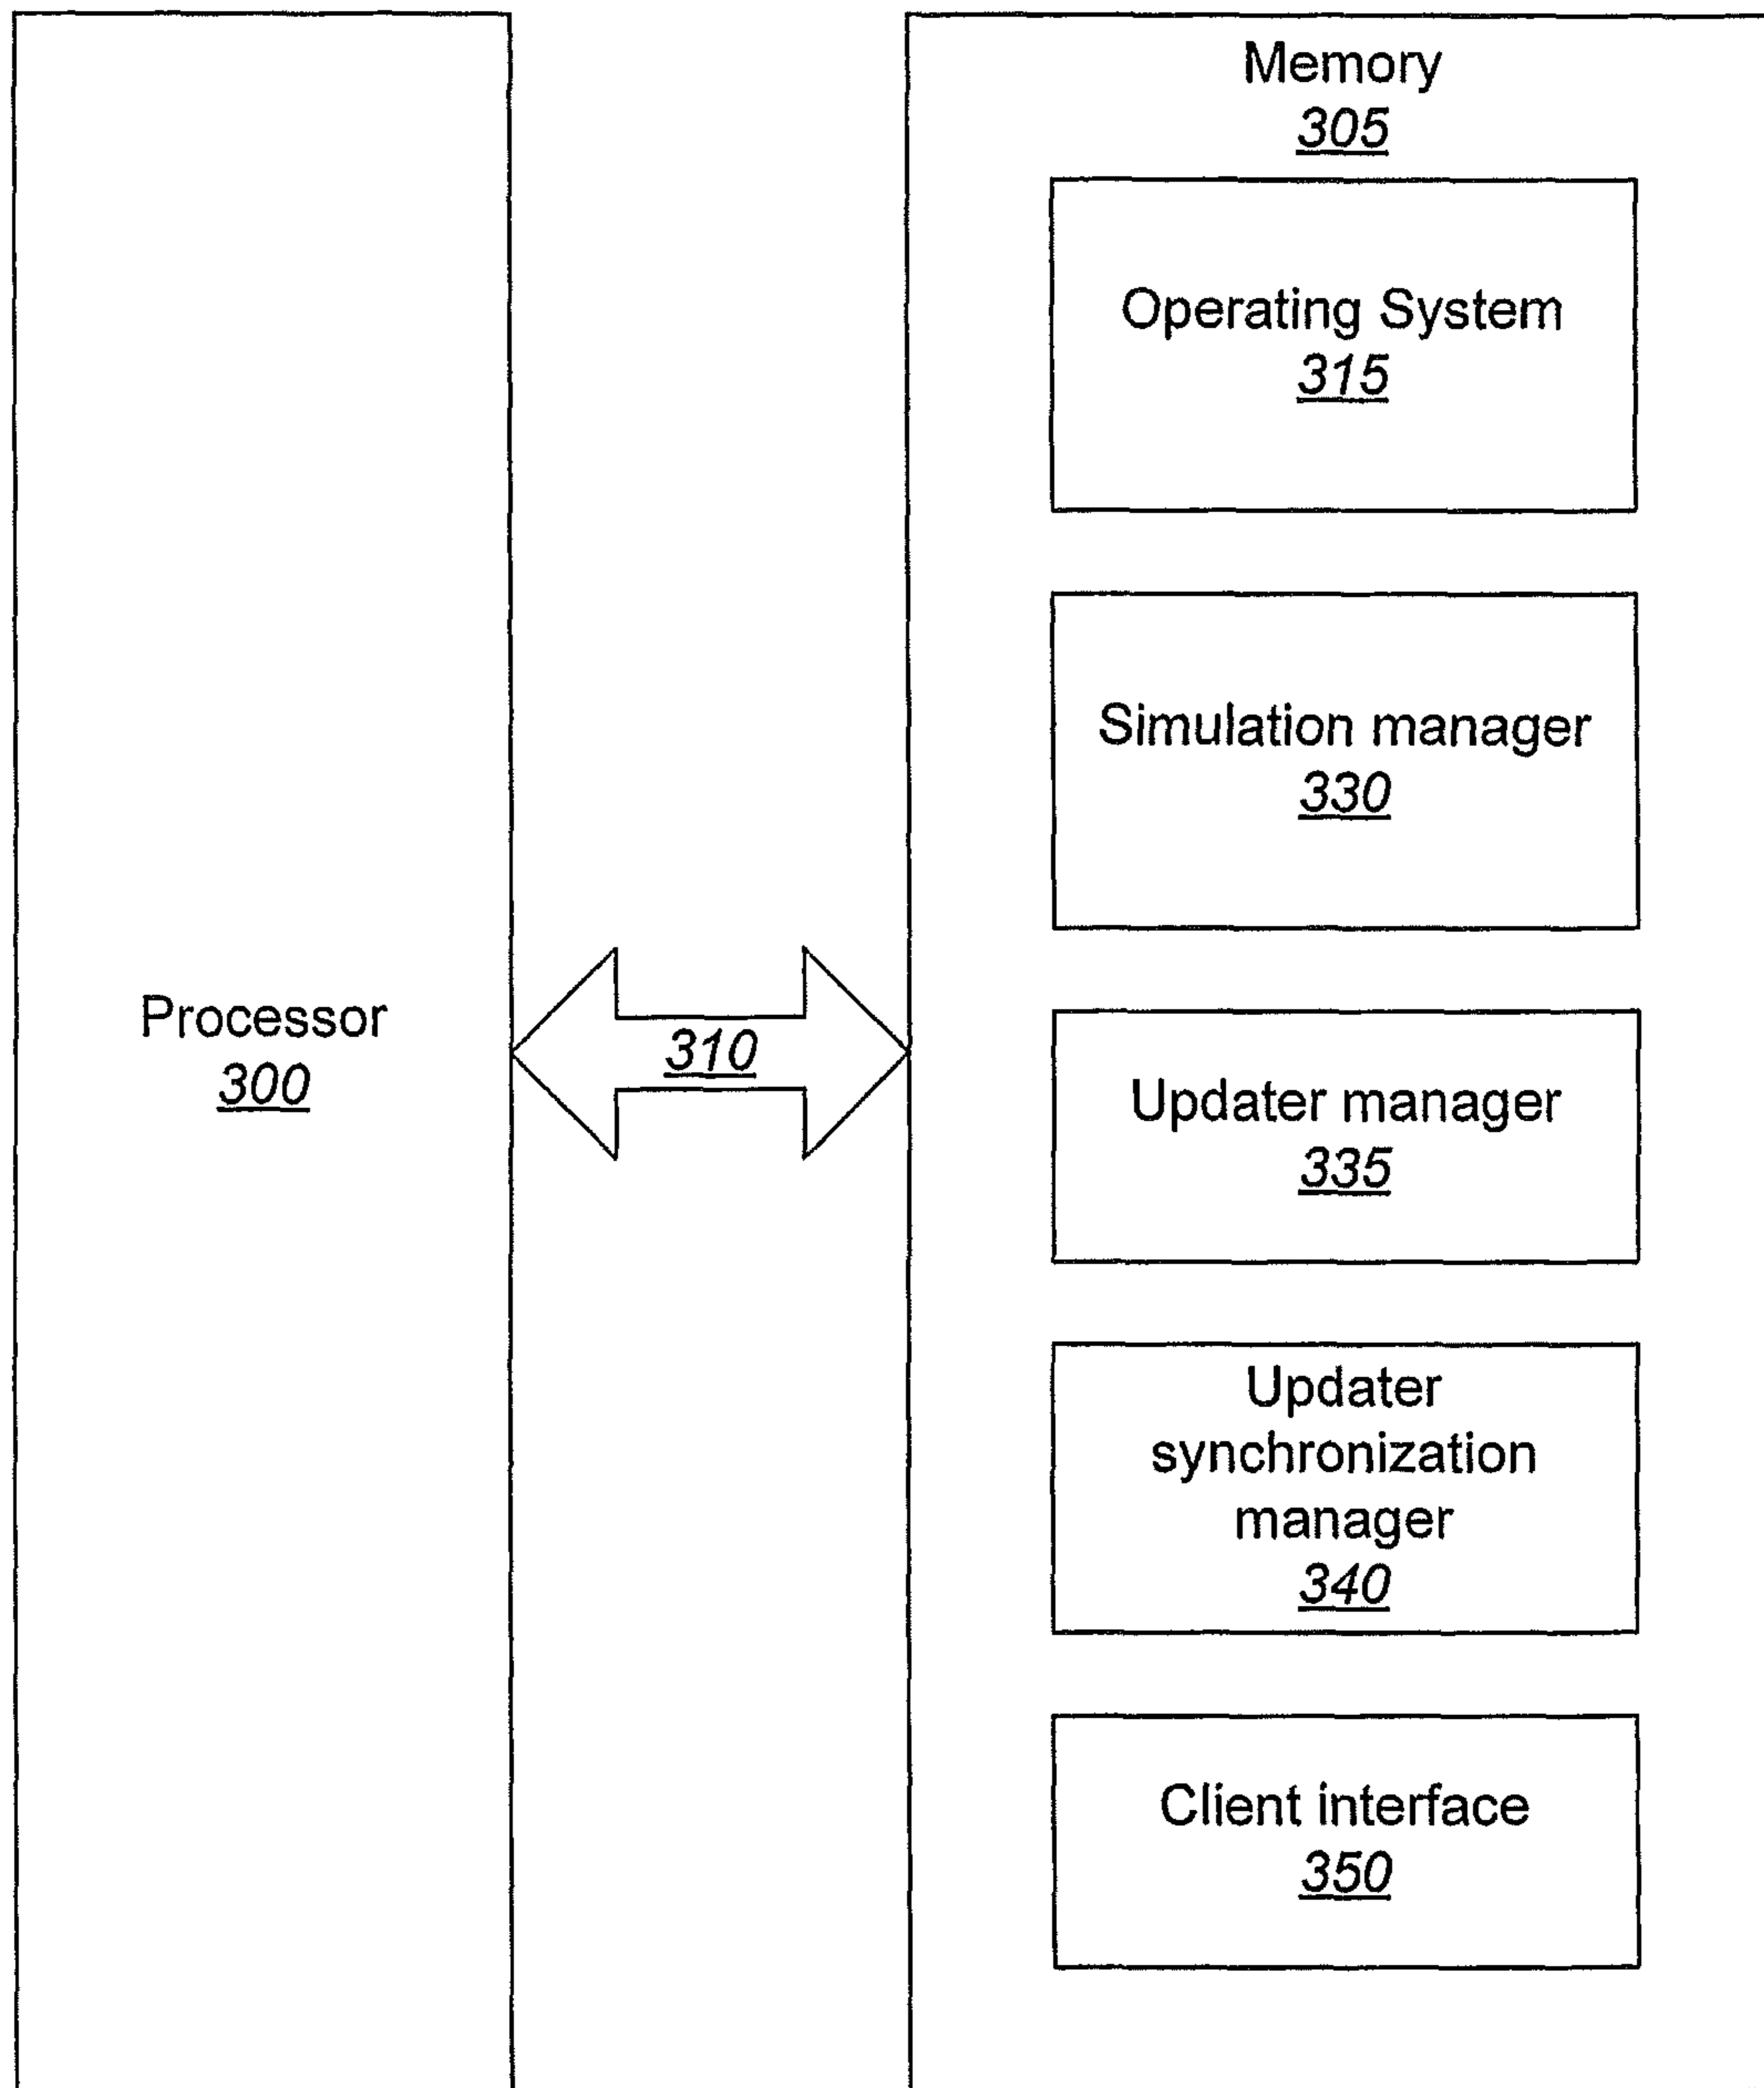 Memory
305
Operating System
315
Simulation manager
330
Processor
300
310
Updater manager
335
Updater
synchronization
manager
340
Client interface
350